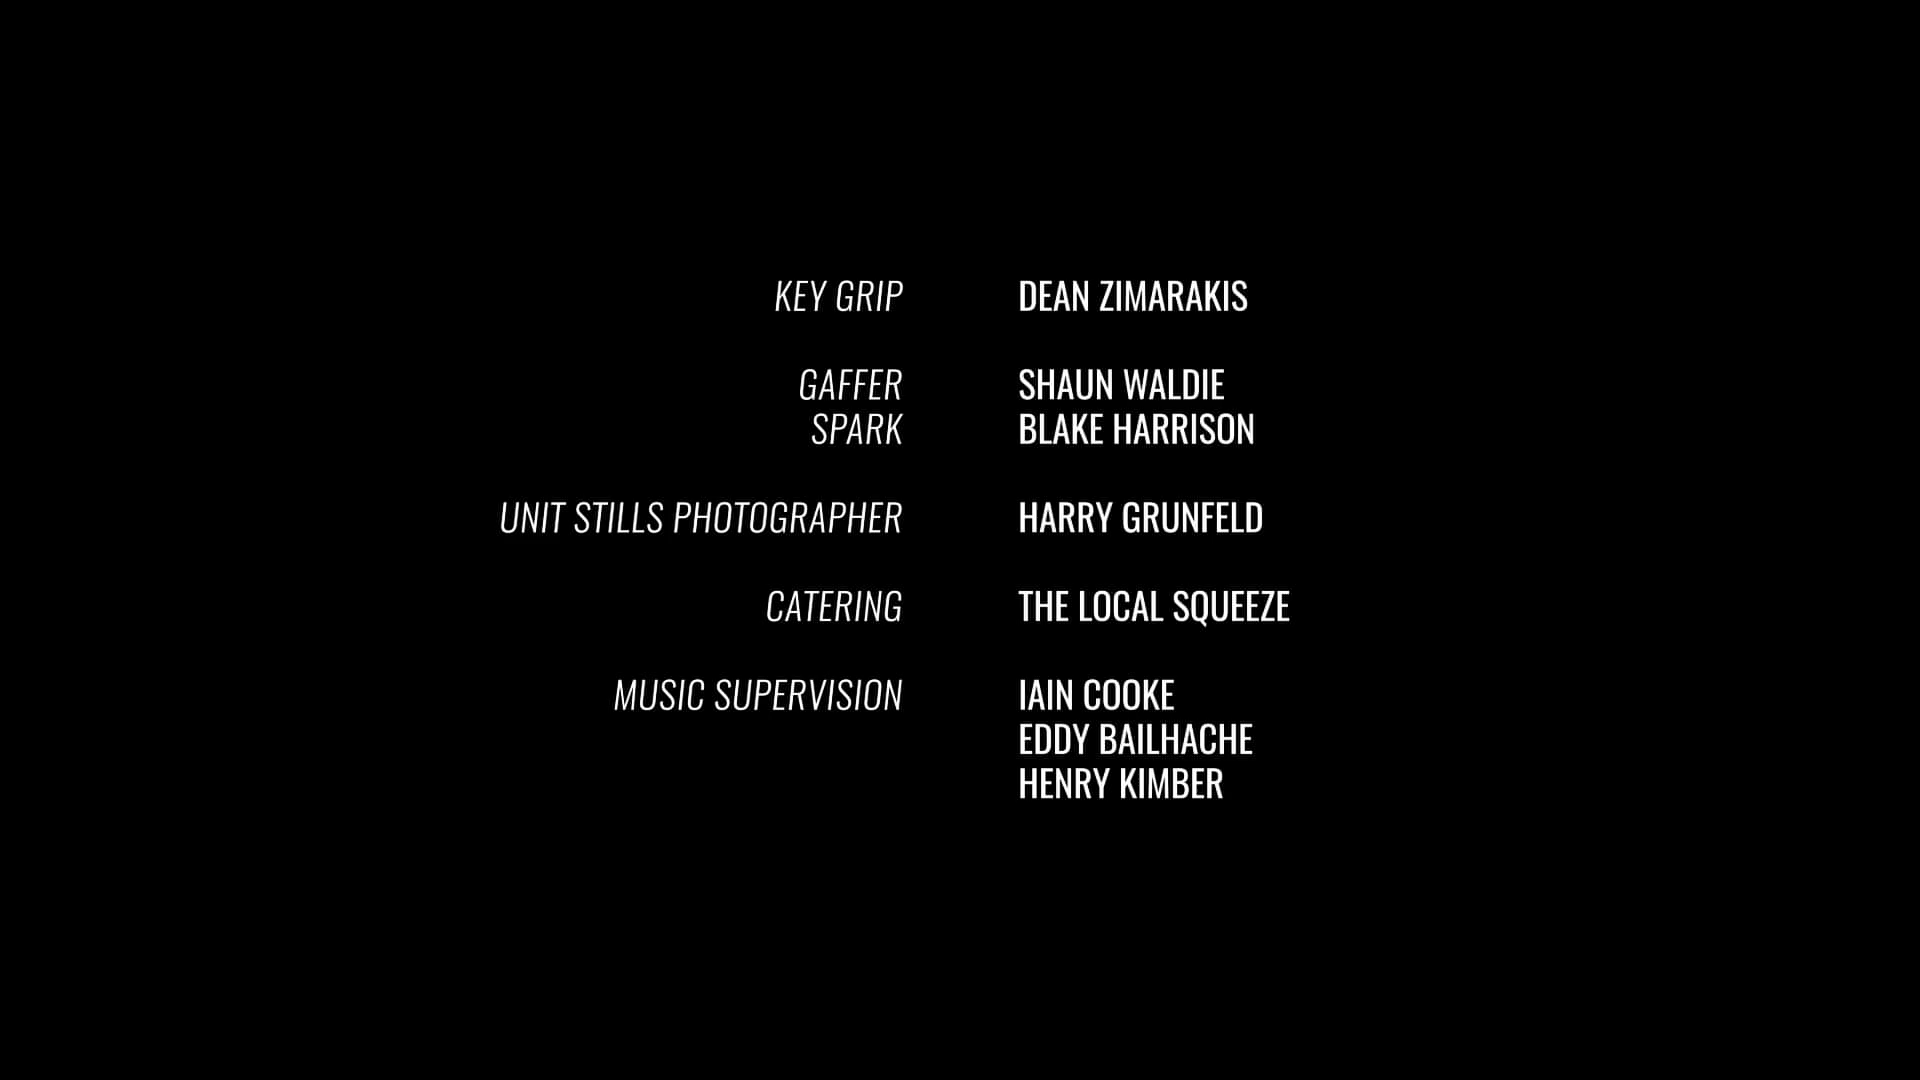 KEY GRIP DEAN ZIMARAKIS
GAFFER SHAUN WALDIE
SPARK BLAKE HARRISON
UNIT STILLS PHOTOGRAPHER HARRY GRUNFELD
CATERING THE LOCAL SQUEEZE
MUSIC SUPERVISION IAIN COOKE
EDDY BAILHACHE
HENRY KIMBER